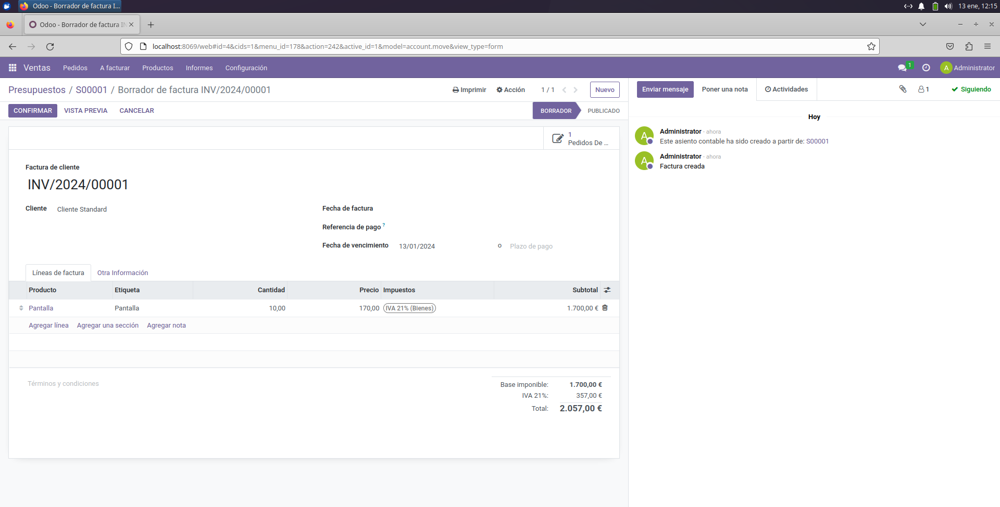 Odoo - Borrador de factura I...
13 ene, 12:15
Odoo - Borrador de factura IN
localhost:8069/web#id=4&cids=1&menu_id=178&action=242&active_id=1&model=account.move&view_type=form
Ventas Pedidos A facturar Productos Informes Configuración
1 A Administrator
Presupuestos / S00001 / Borrador de factura INV/2024/00001
Imprimir Acción 1 / 1 Nuevo
Enviar mensaje Poner una nota Actividades 1 Siguiendo
CONFIRMAR VISTA PREVIA CANCELAR
BORRADOR PUBLICADO
Hoy
1
Pedidos De ...
A Administrator - ahora
Este asiento contable ha sido creado a partir de: S00001
A Administrator - ahora
Factura creada
Factura de cliente
INV/2024/00001
Cliente Cliente Standard
Fecha de factura
Referencia de pago ?
Fecha de vencimiento 13/01/2024 o Plazo de pago
Líneas de factura Otra Información
Producto Etiqueta Cantidad Precio Impuestos Subtotal
Pantalla Pantalla 10,00 170,00 IVA 21% (Bienes) 1.700,00 €
Agregar línea Agregar una sección Agregar nota
Términos y condiciones
Base imponible: 1.700,00 €
IVA 21%: 357,00 €
Total: 2.057,00 €